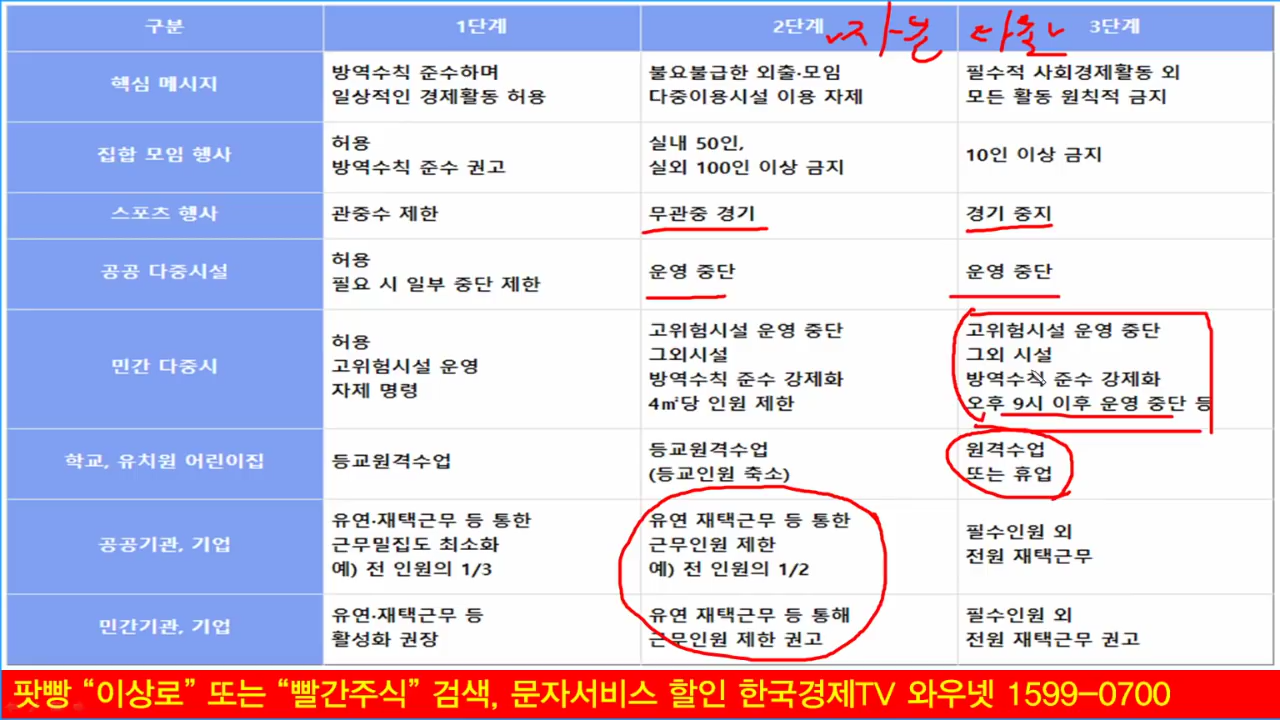 구분 1단계 2단계 3단계
핵심 메시지
방역수칙 준수하며
일상적인 경제활동 허용
불요불급한 외출·모임
다중이용시설 이용 자제
필수적 사회경제활동 외
모든 활동 원칙적 금지
집합 모임 행사
허용
방역수칙 준수 권고
실내 50인,
실외 100인 이상 금지
10인 이상 금지
스포츠 행사
관중수 제한
무관중 경기
경기 중지
공공 다중시설
허용
필요 시 일부 중단 제한
운영 중단
운영 중단
민간 다중시
허용
고위험시설 운영
자제 명령
고위험시설 운영 중단
그외시설
방역수칙 준수 강제화
4㎡당 인원 제한
고위험시설 운영 중단
그외 시설
방역수칙 준수 강제화
오후 9시 이후 운영 중단 등
학교, 유치원 어린이집
등교원격수업
등교원격수업
(등교인원 축소)
원격수업
또는 휴업
공공기관, 기업
유연·재택근무 등 통한
근무밀집도 최소화
예) 전 인원의 1/3
유연 재택근무 등 통한
근무인원 제한
예) 전 인원의 1/2
필수인원 외
전원 재택근무
민간기관, 기업
유연·재택근무 등
활성화 권장
유연 재택근무 등 통해
근무인원 제한 권고
필수인원 외
전원 재택근무 권고
팟빵 “이상로” 또는 “빨간주식” 검색, 문자서비스 할인 한국경제TV 와우넷 1599-0700